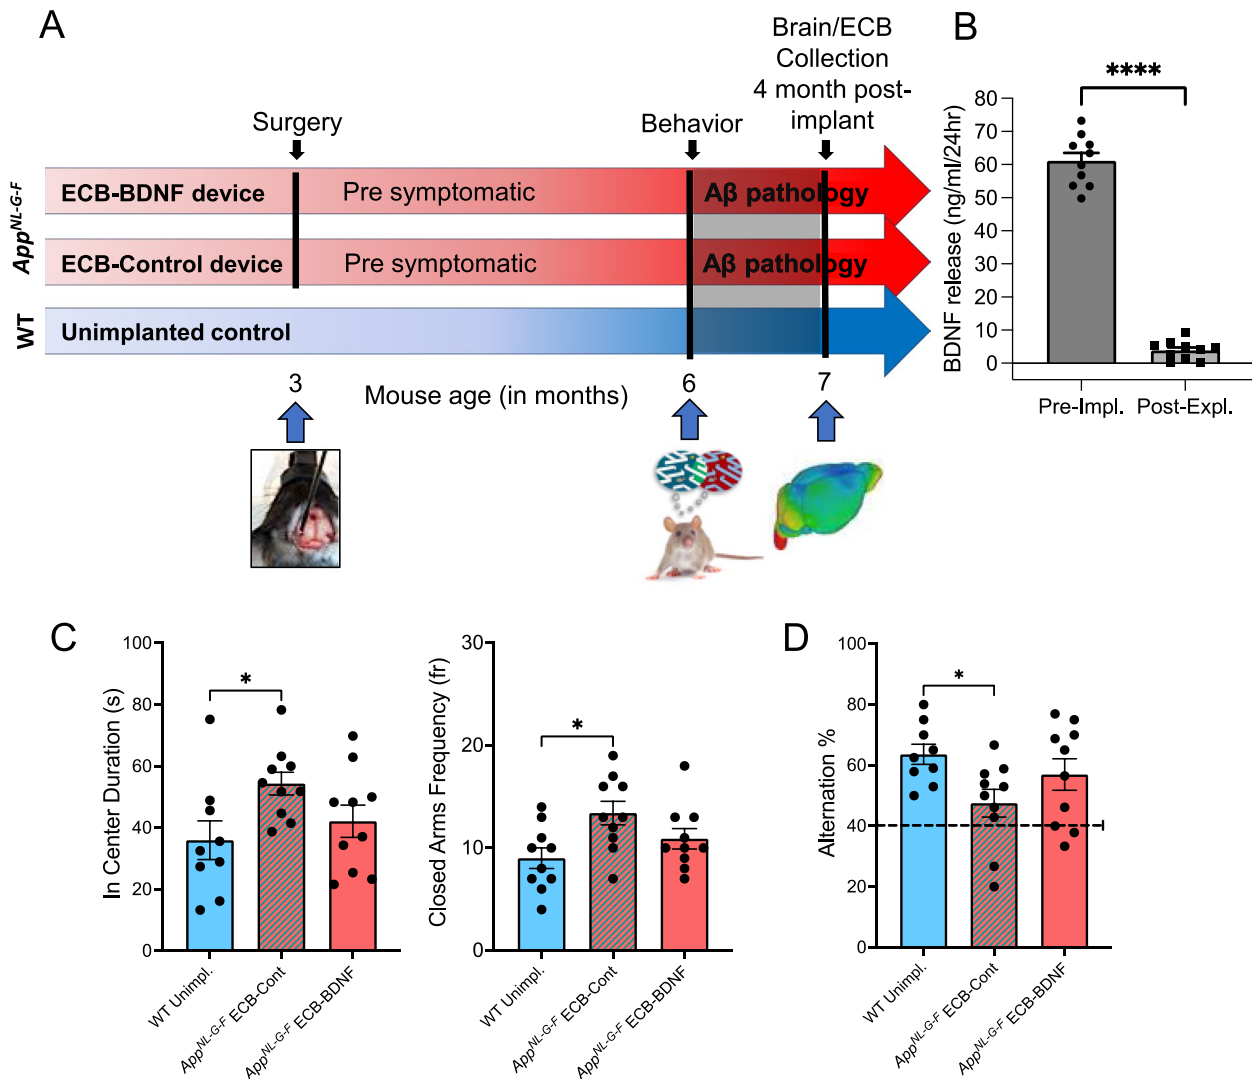 A
Surgery
Behavior
Brain/ECB
Collection
4 month post-
implant
App^NL-G-F
ECB-BDNF device
Pre symptomatic
Aβ pathology
ECB-Control device
Pre symptomatic
Aβ pathology
WT
Unimplanted control
3
Mouse age (in months)
6
7
B
****
BDNF release (ng/ml/24hr)
80
70
60
50
40
30
20
10
0
Pre-Impl.
Post-Expl.
C
In Center Duration (s)
100
80
60
40
20
0
*
WT Unimpl.
App^NL-G-F ECB-Cont
App^NL-G-F ECB-BDNF
Closed Arms Frequency (fr)
30
20
10
0
*
WT Unimpl.
App^NL-G-F ECB-Cont
App^NL-G-F ECB-BDNF
D
Alternation %
100
80
60
40
20
0
*
WT Unimpl.
App^NL-G-F ECB-Cont
App^NL-G-F ECB-BDNF